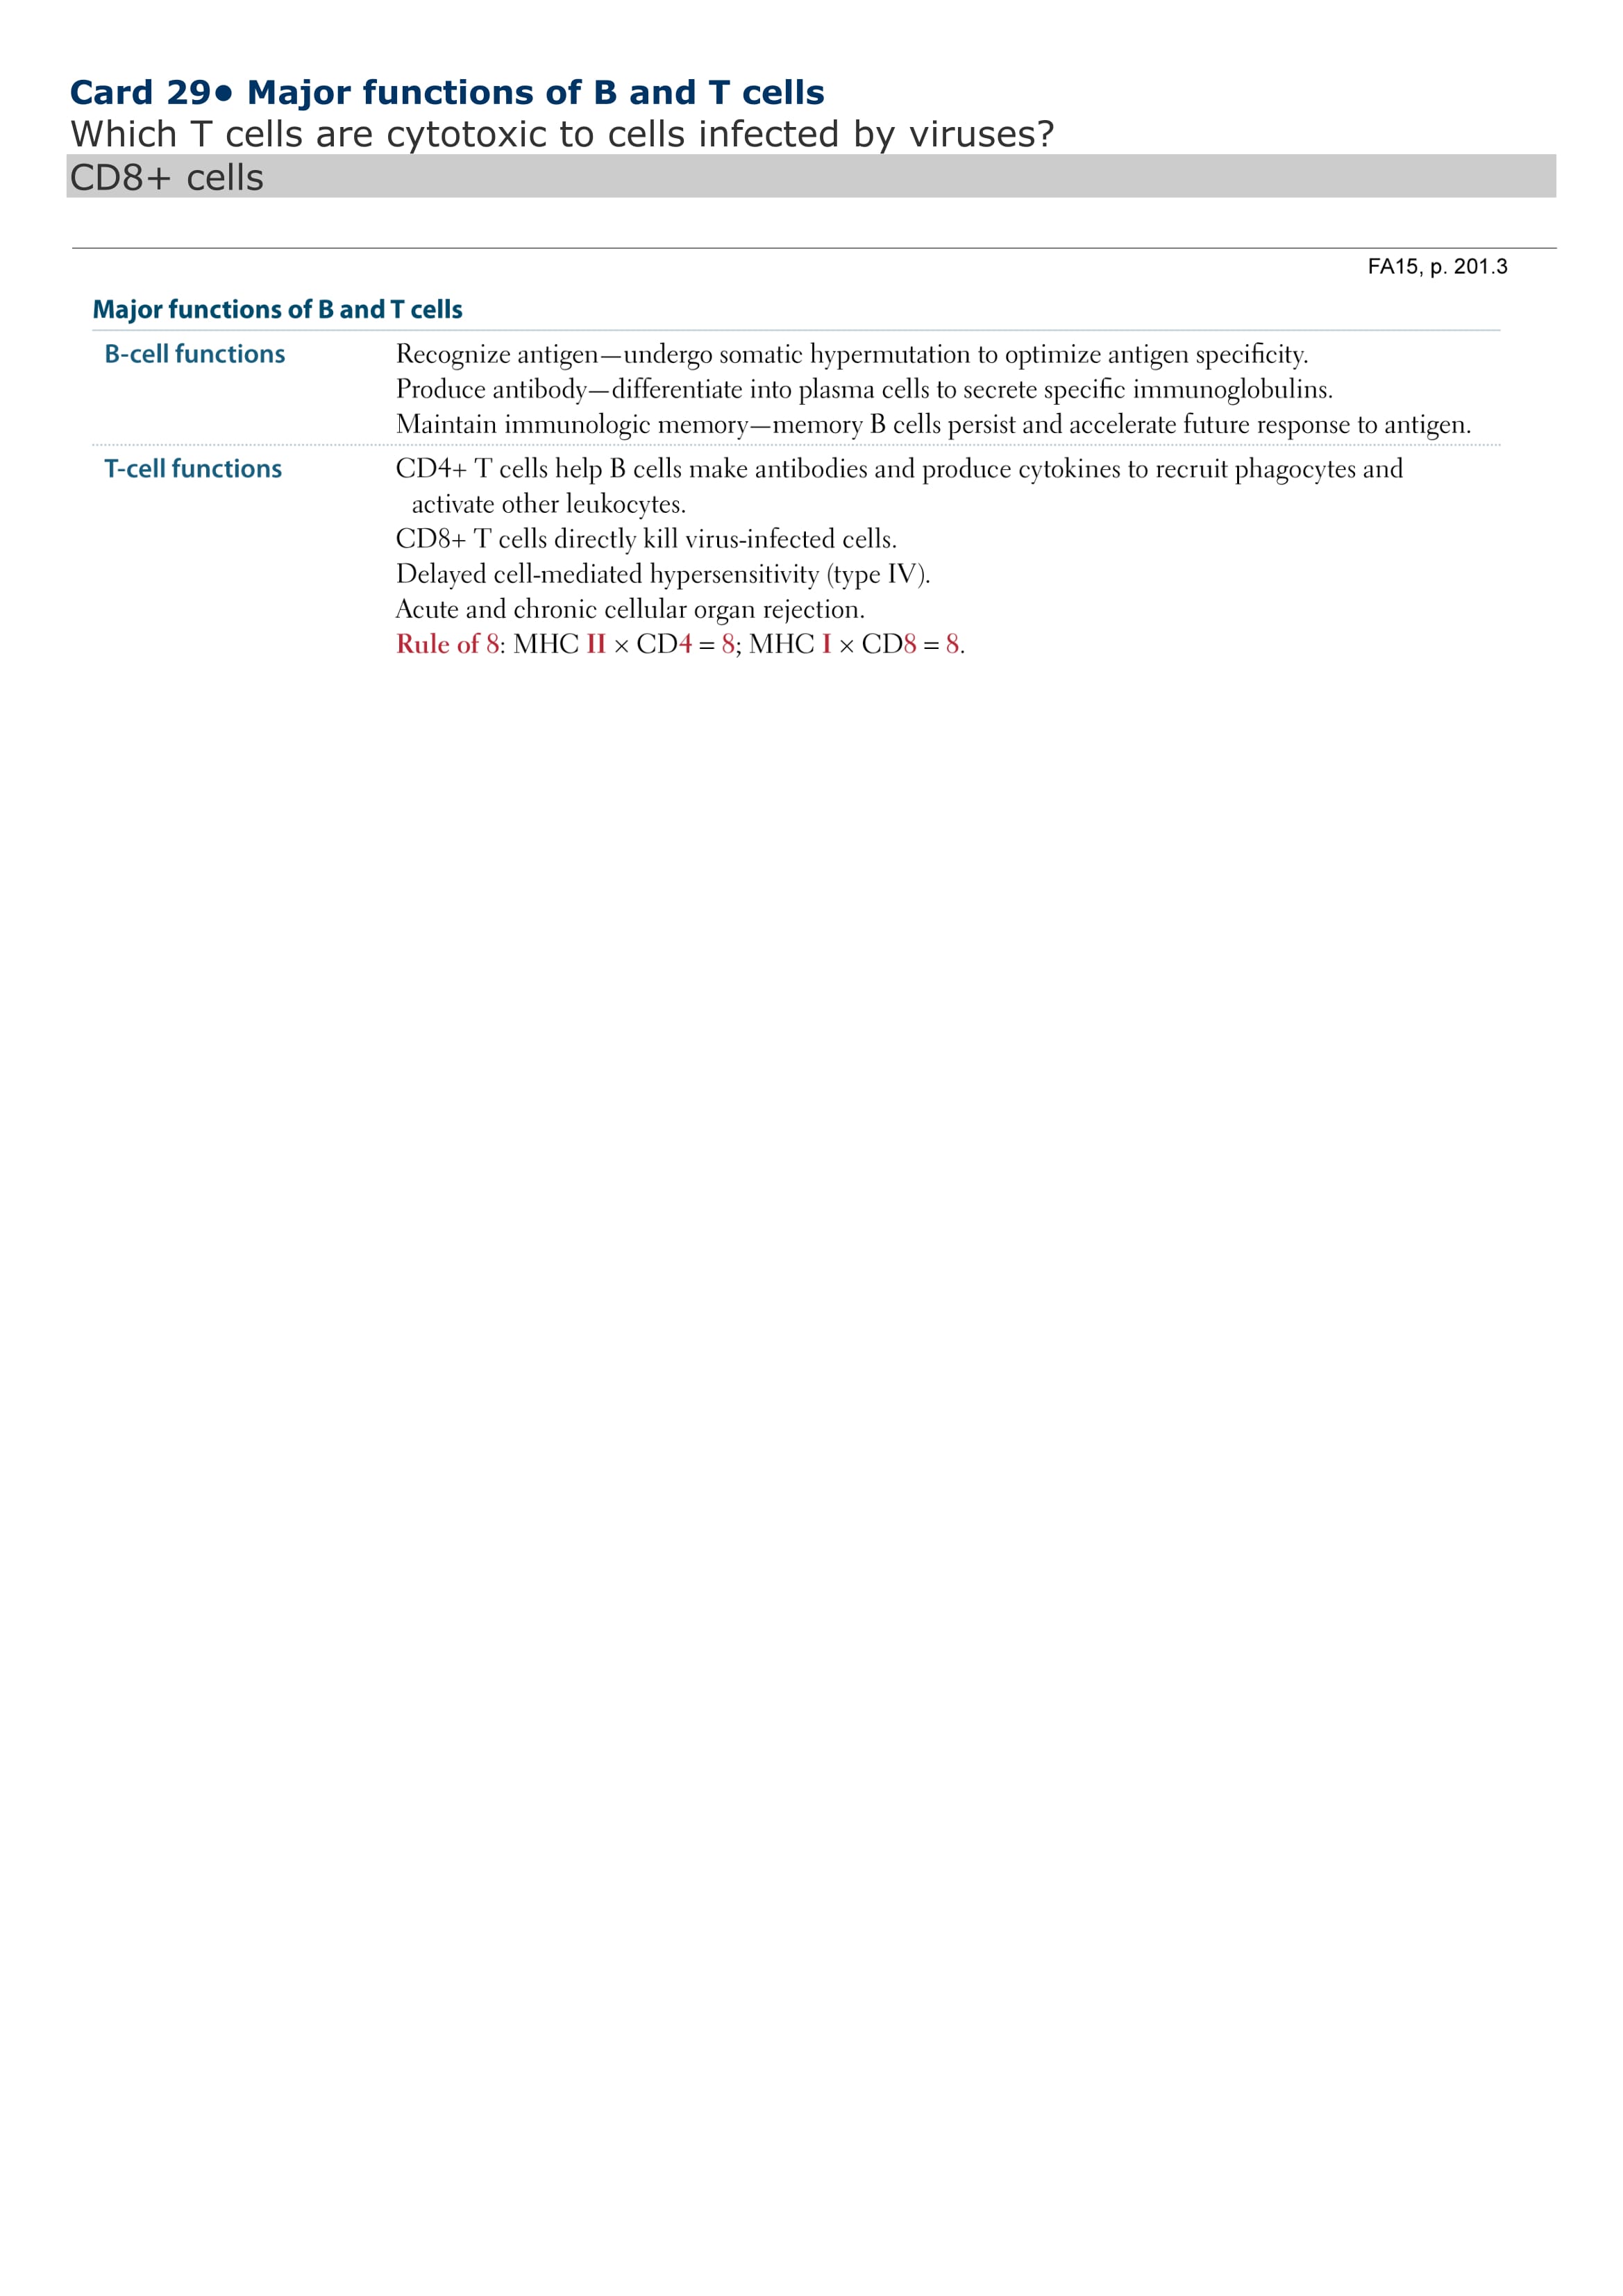 Card 29● Major functions of B and T cells
Which T cells are cytotoxic to cells infected by viruses?
CD8+ cells
FA15, p. 201.3
Major functions of B and T cells
B-cell functions
Recognize antigen—undergo somatic hypermutation to optimize antigen specificity.
Produce antibody—differentiate into plasma cells to secrete specific immunoglobulins.
Maintain immunologic memory—memory B cells persist and accelerate future response to antigen.
T-cell functions
CD4+ T cells help B cells make antibodies and produce cytokines to recruit phagocytes and
activate other leukocytes.
CD8+ T cells directly kill virus-infected cells.
Delayed cell-mediated hypersensitivity (type IV).
Acute and chronic cellular organ rejection.
Rule of 8: MHC II × CD4 = 8; MHC I × CD8 = 8.